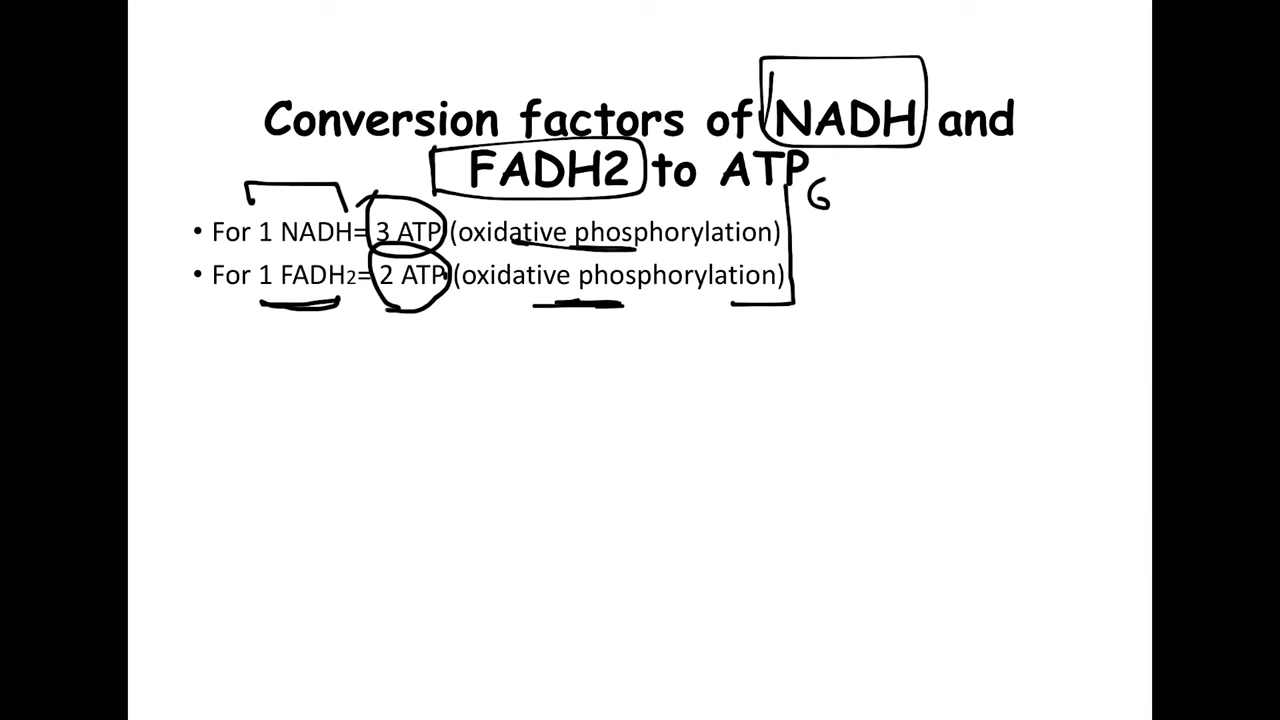 Conversion factors of NADH and
FADH2 to ATP
G
• For 1 NADH= 3 ATP (oxidative phosphorylation)
• For 1 FADH2= 2 ATP (oxidative phosphorylation)